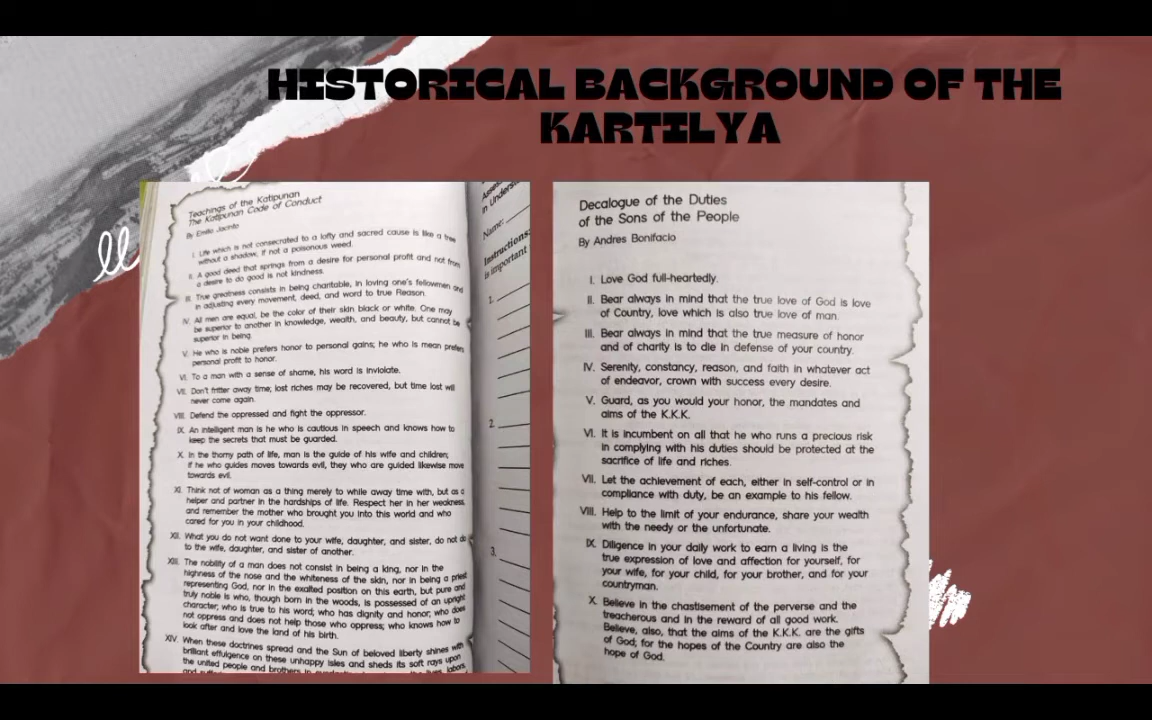 HISTORICAL BACKGROUND OF THE
KARTILYA
Teachings of the Katipunan
The Katipunan Code of Conduct
By Emilio Jacinto
I. Life which is not consecrated to a lofty and sacred cause is like a tree
without a shadow, if not a poisonous weed.
II. A good deed that springs from a desire for personal profit and not from
a desire to do good is not kindness.
III. True greatness consists in being charitable, in loving one's fellowmen and
in adjusting every movement, deed, and word to true Reason.
IV. All men are equal, be the color of their skin black or white. One may
be superior to another in knowledge, wealth, and beauty, but cannot be
superior in being.
V. He who is noble prefers honor to personal gains; he who is mean prefers
personal profit to honor.
VI. To a man with a sense of shame, his word is inviolate.
VII. Don't fritter away time; lost riches may be recovered, but time lost will
never come again.
VIII. Defend the oppressed and fight the oppressor.
IX. An intelligent man is he who is cautious in speech and knows how to
keep the secrets that must be guarded.
X. In the thorny path of life, man is the guide of his wife and children;
if he who guides moves towards evil, they who are guided likewise move
towards evil.
XI. Think not of woman as a thing merely to while away time with, but as a
helper and partner in the hardships of life. Respect her in her weakness,
and remember the mother who brought you into this world and who
cared for you in your childhood.
XII. What you do not want done to your wife, daughter, and sister, do not do
to the wife, daughter, and sister of another.
XIII. The nobility of a man does not consist in being a king, nor in the
highness of the nose and the whiteness of the skin, nor in being a priest
representing God, nor in the exalted position on this earth, but pure and
truly noble is who, though born in the woods, is possessed of an upright
character; who is true to his word; who has dignity and honor; who does
not oppress and does not help those who oppress; who knows how to
look after and love the land of his birth.
XIV. When these doctrines spread and the Sun of beloved liberty shines with
brilliant effulgence on these unhappy isles and sheds its soft rays upon
the united people and brothers in
in Underst
Name:
Instructions:
is important
1.
2.
3.
Decalogue of the Duties
of the Sons of the People
By Andres Bonifacio
I. Love God full-heartedly.
II. Bear always in mind that the true love of God is love
of Country, love which is also true love of man.
III. Bear always in mind that the true measure of honor
and of charity is to die in defense of your country.
IV. Serenity, constancy, reason, and faith in whatever act
of endeavor, crown with success every desire.
V. Guard, as you would your honor, the mandates and
aims of the K.K.K.
VI. It is incumbent on all that he who runs a precious risk
in complying with his duties should be protected at the
sacrifice of life and riches.
VII. Let the achievement of each, either in self-control or in
compliance with duty, be an example to his fellow.
VIII. Help to the limit of your endurance, share your wealth
with the needy or the unfortunate.
IX. Diligence in your daily work to earn a living is the
true expression of love and affection for yourself, for
your wife, for your child, for your brother, and for your
countryman.
X. Believe in the chastisement of the perverse and the
treacherous and in the reward of all good work.
Believe, also, that the aims of the K.K.K. are the gifts
of God; for the hopes of the Country are also the
hope of God.